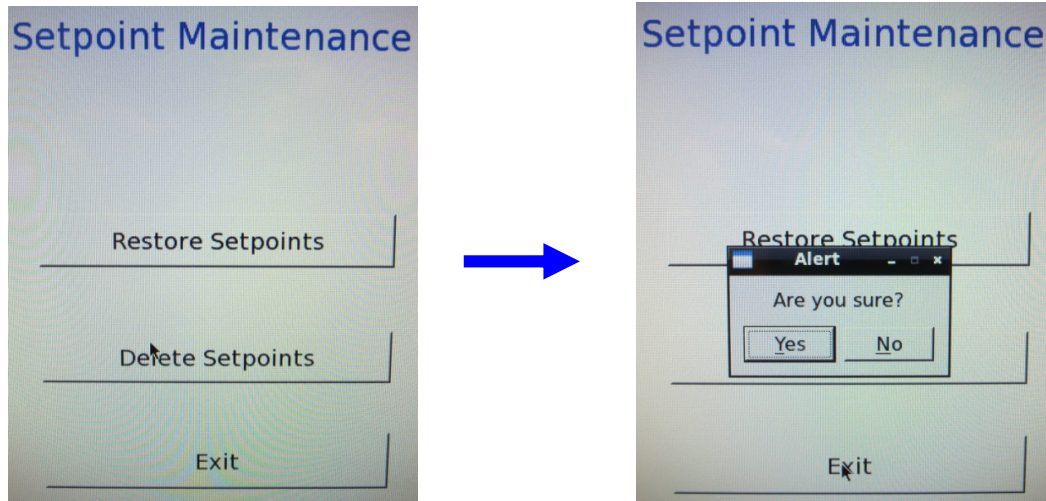 Setpoint Maintenance
Restore Setpoints
Delete Setpoints
Exit
Setpoint Maintenance
Restore Setpoints
Alert
Are you sure?
Yes
No
Exit